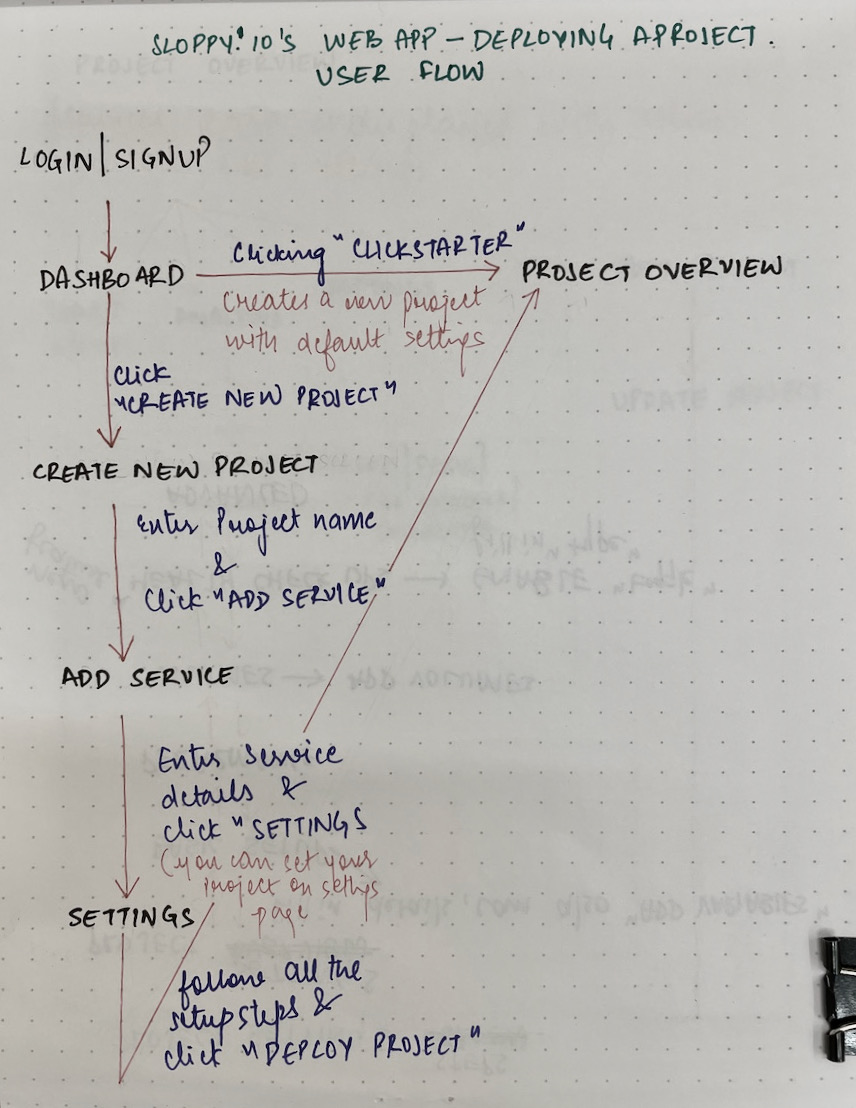 SLOPPY.IO'S WEB APP – DEPLOYING A PROJECT.
USER FLOW
LOGIN|SIGNUP
Clicking "CLICKSTARTER"
DASHBOARD
PROJECT OVERVIEW
Creates a new project
with default settings
Click
"CREATE NEW PROJECT"
CREATE NEW PROJECT
Enter Project name
&
Click "ADD SERVICE"
ADD SERVICE
Enter Service
details &
click "SETTINGS
(you can set your
project on settings
page
SETTINGS
follow all the
setup steps &
click "DEPLOY PROJECT"